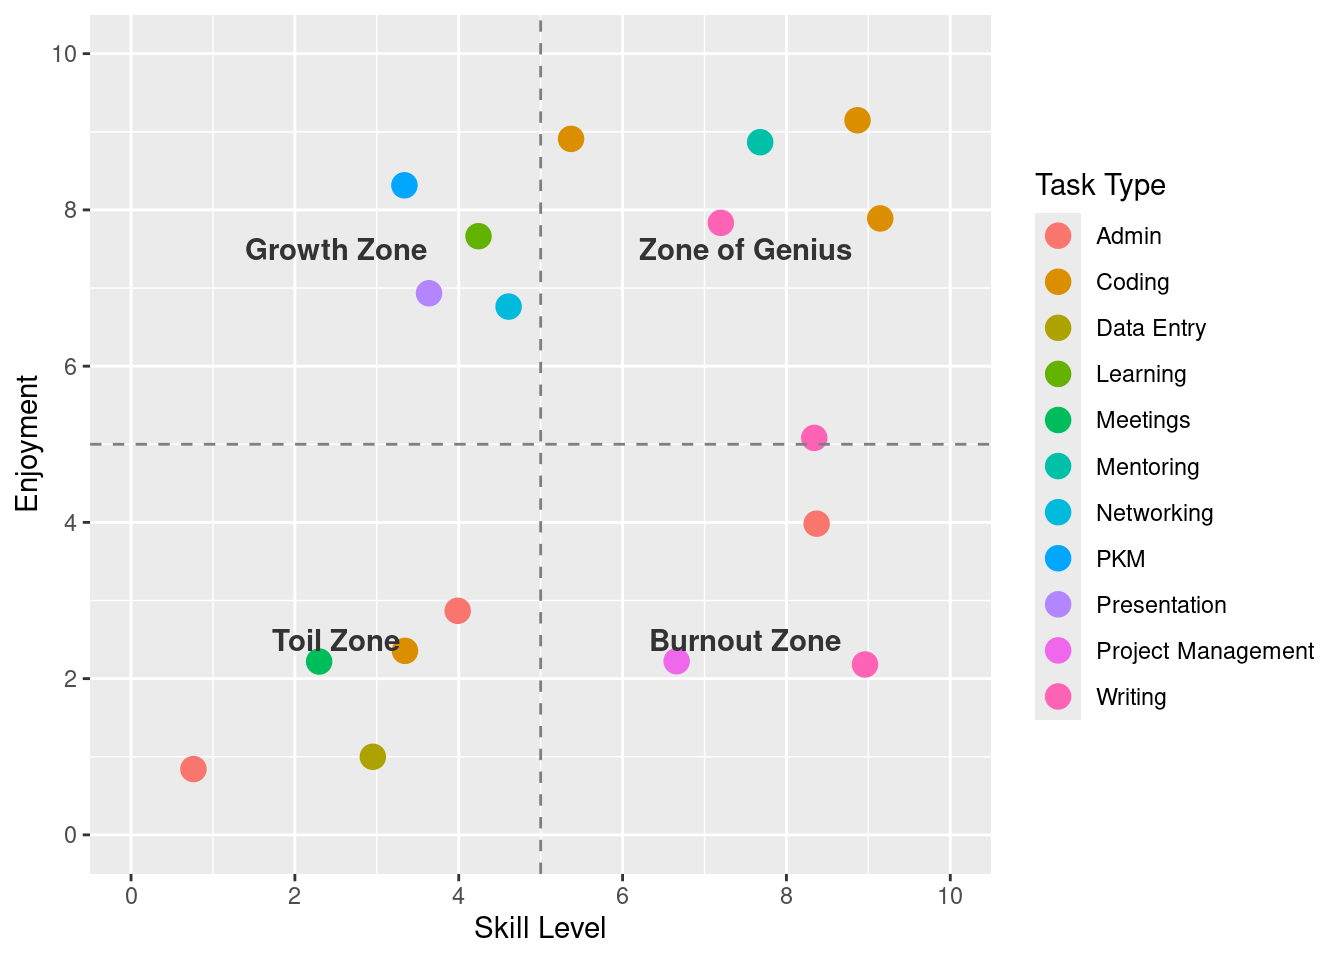 10
8
6
4
2
0
Enjoyment
Growth Zone
Zone of Genius
Toil Zone
Burnout Zone
0 2 4 6 8 10
Skill Level
Task Type
Admin
Coding
Data Entry
Learning
Meetings
Mentoring
Networking
PKM
Presentation
Project Management
Writing